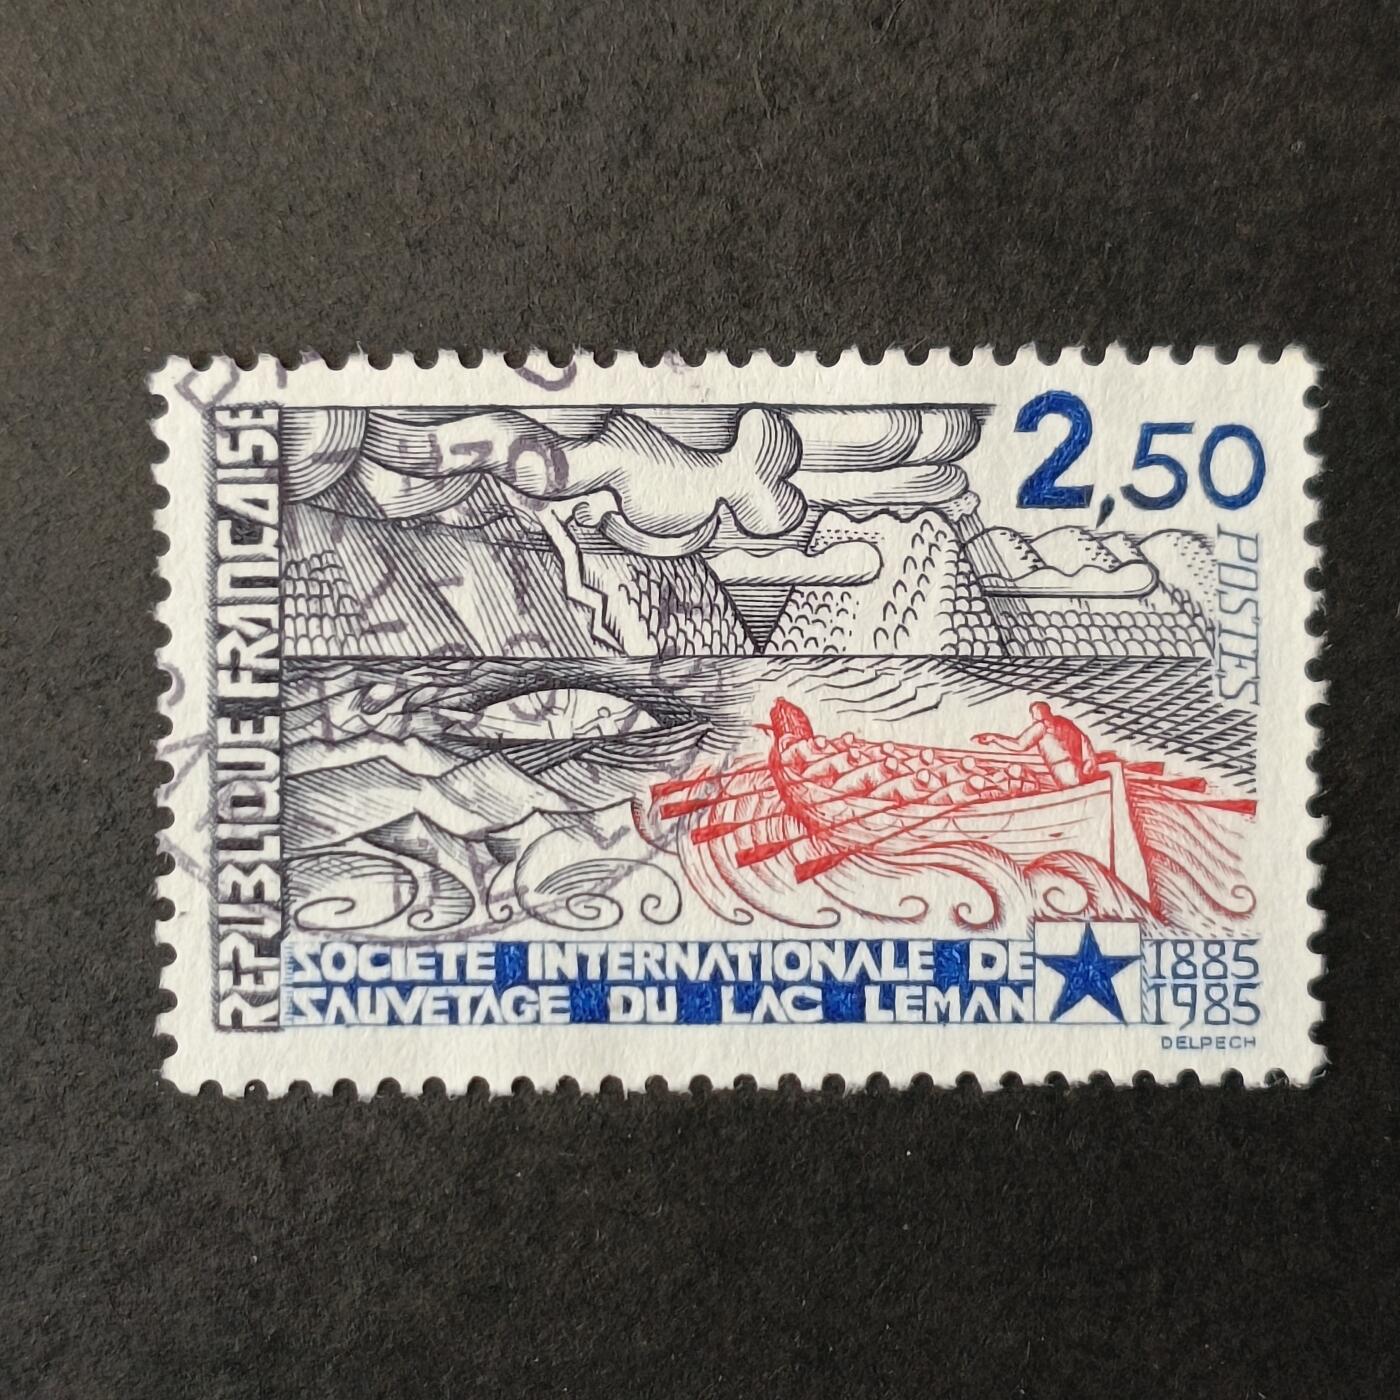 REPUBLIQUE FRANCAISE
2,50
POSTES
SOCIETE INTERNATIONALE DE
SAUVETAGE DU LAC LEMAN
1885
1985
DELPECH